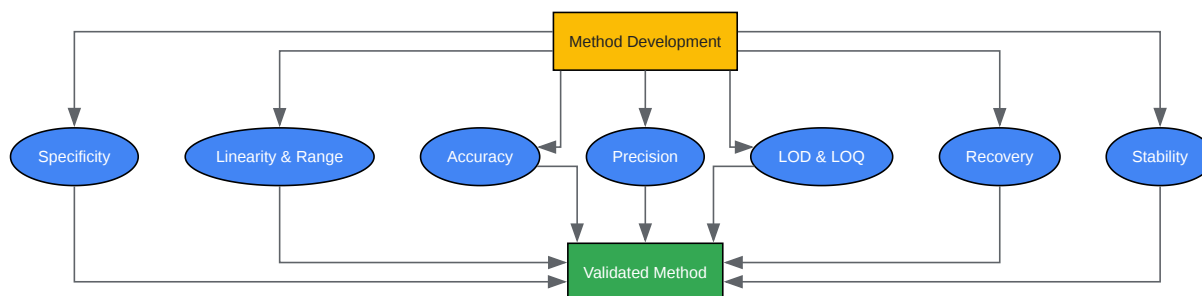 Method Development
Specificity
Linearity & Range
Accuracy
Precision
LOD & LOQ
Recovery
Stability
Validated Method